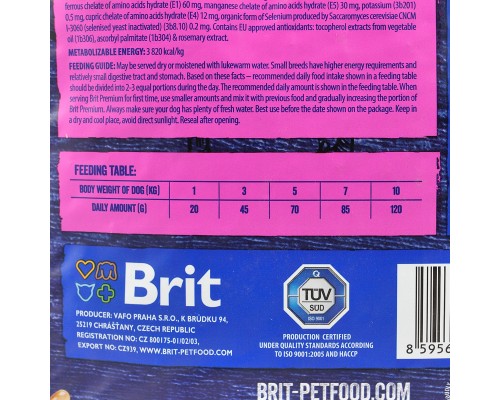 ferrous chelate of amino acids hydrate (E1) 60 mg, manganese chelate of amino acids hydrate (E5) 30 mg, potassium (3b201)
0.5 mg, cupric chelate of amino acids hydrate (E4) 12 mg, organic form of Selenium produced by Saccaromyces cerevisiae CNCM
I-3060 (selenised yeast inactivated) (3b8.10) 0.2 mg. Contains EU approved antioxidants: tocopherol extracts from vegetable
oil (1b306), ascorbyl palmitate (1b304) & rosemary extract.
METABOLIZABLE ENERGY: 3 820 kcal/kg
FEEDING GUIDE: May be served dry or moistened with lukewarm water. Small breeds have higher energy requirements and
relatively small digestive tract and stomach. Based on these facts – recommended daily food intake shown in a feeding table
should be divided into 2-3 equal portions during the day. The recommended daily amount is shown in the feeding table. When
serving Brit Premium for first time, use smaller amounts and mix it with previous food and gradually increasing the portion of
Brit Premium. Always make sure your dog has plenty of fresh water. Best use before the date shown on the package. Keep in
a dry and cool place, avoid direct sunlight. Reseal after opening.
FEEDING TABLE:
BODY WEIGHT OF DOG (KG) 1 3 5 7 10
DAILY AMOUNT (G) 20 45 70 85 120
Brit
PRODUCER: VAFO PRAHA S.R.O., K BRŮDKU 94,
25219 CHRÁŠŤANY, CZECH REPUBLIC
REGISTRATION NO: CZ 800175-01/02/03,
EXPORT NO: CZ939, WWW.BRIT-PETFOOD.COM
Q
TÜV
SÜD
ISO 9001
PRODUCTION CERTIFIED
UNDER QUALITY STANDARDS ACCORDING
TO ISO 9001:2005 AND HACCP
8 5956
BRIT-PETFOOD.COM